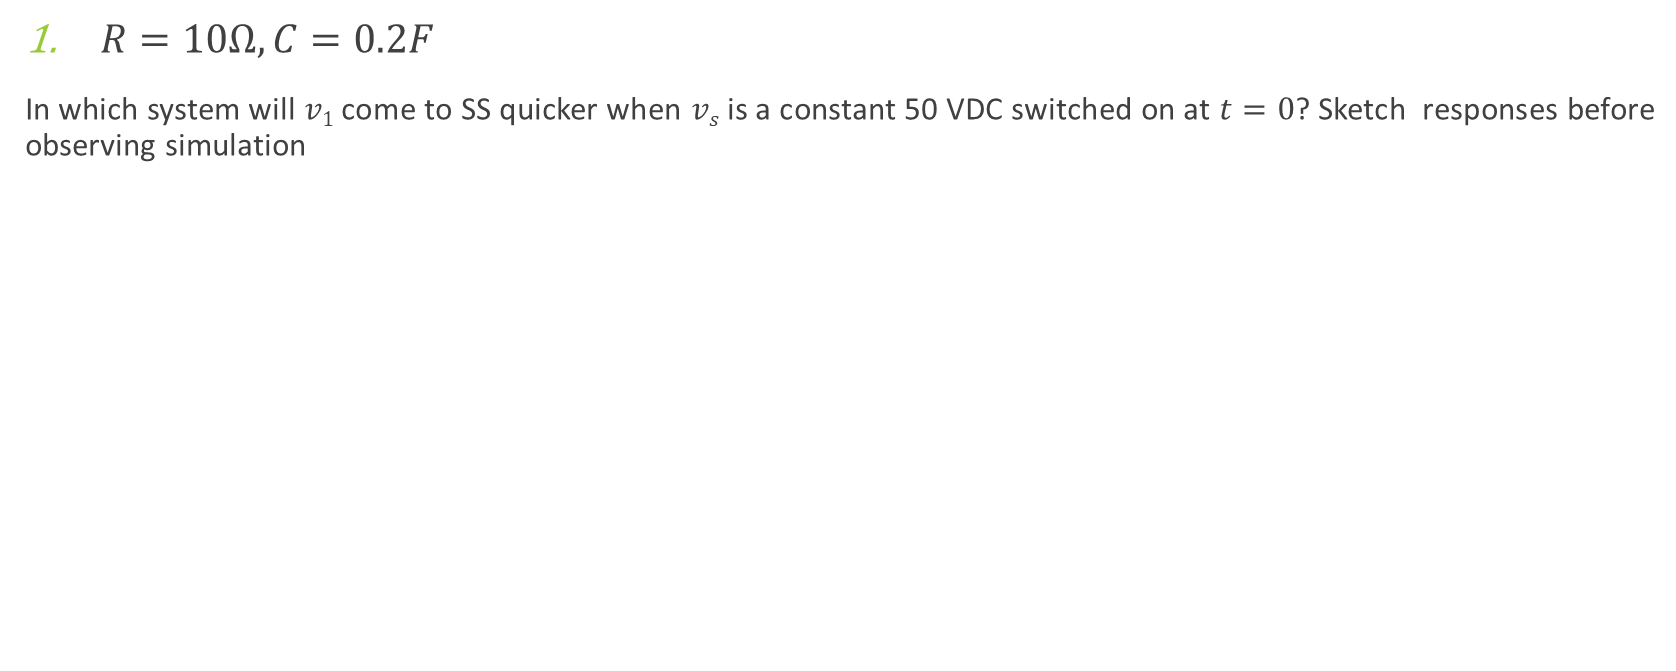 1. R = 10Ω, C = 0.2F
In which system will v₁ come to SS quicker when vₛ is a constant 50 VDC switched on at t = 0? Sketch responses before
observing simulation